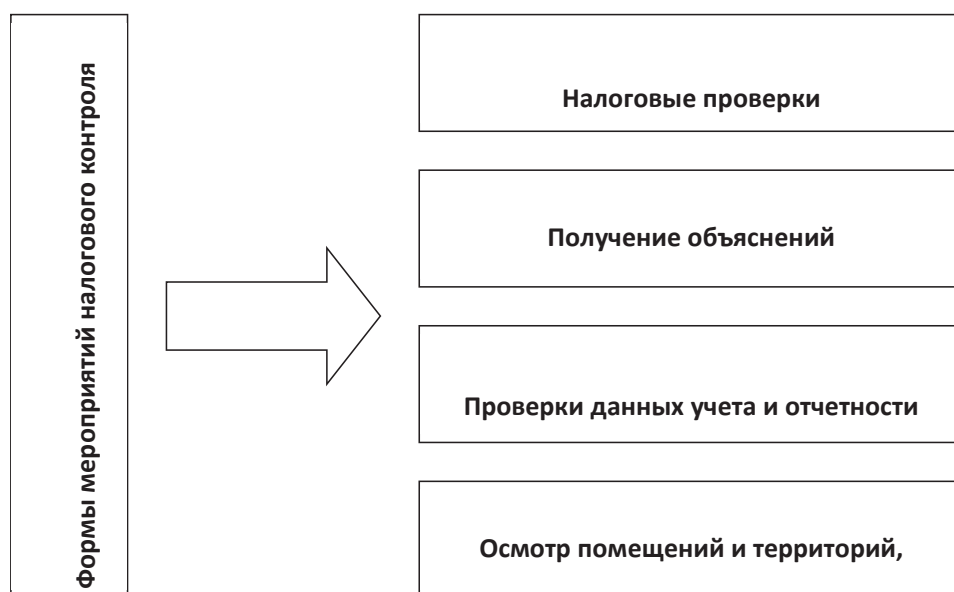 Формы мероприятий налогового контроля
Налоговые проверки
Получение объяснений
Проверки данных учета и отчетности
Осмотр помещений и территорий,